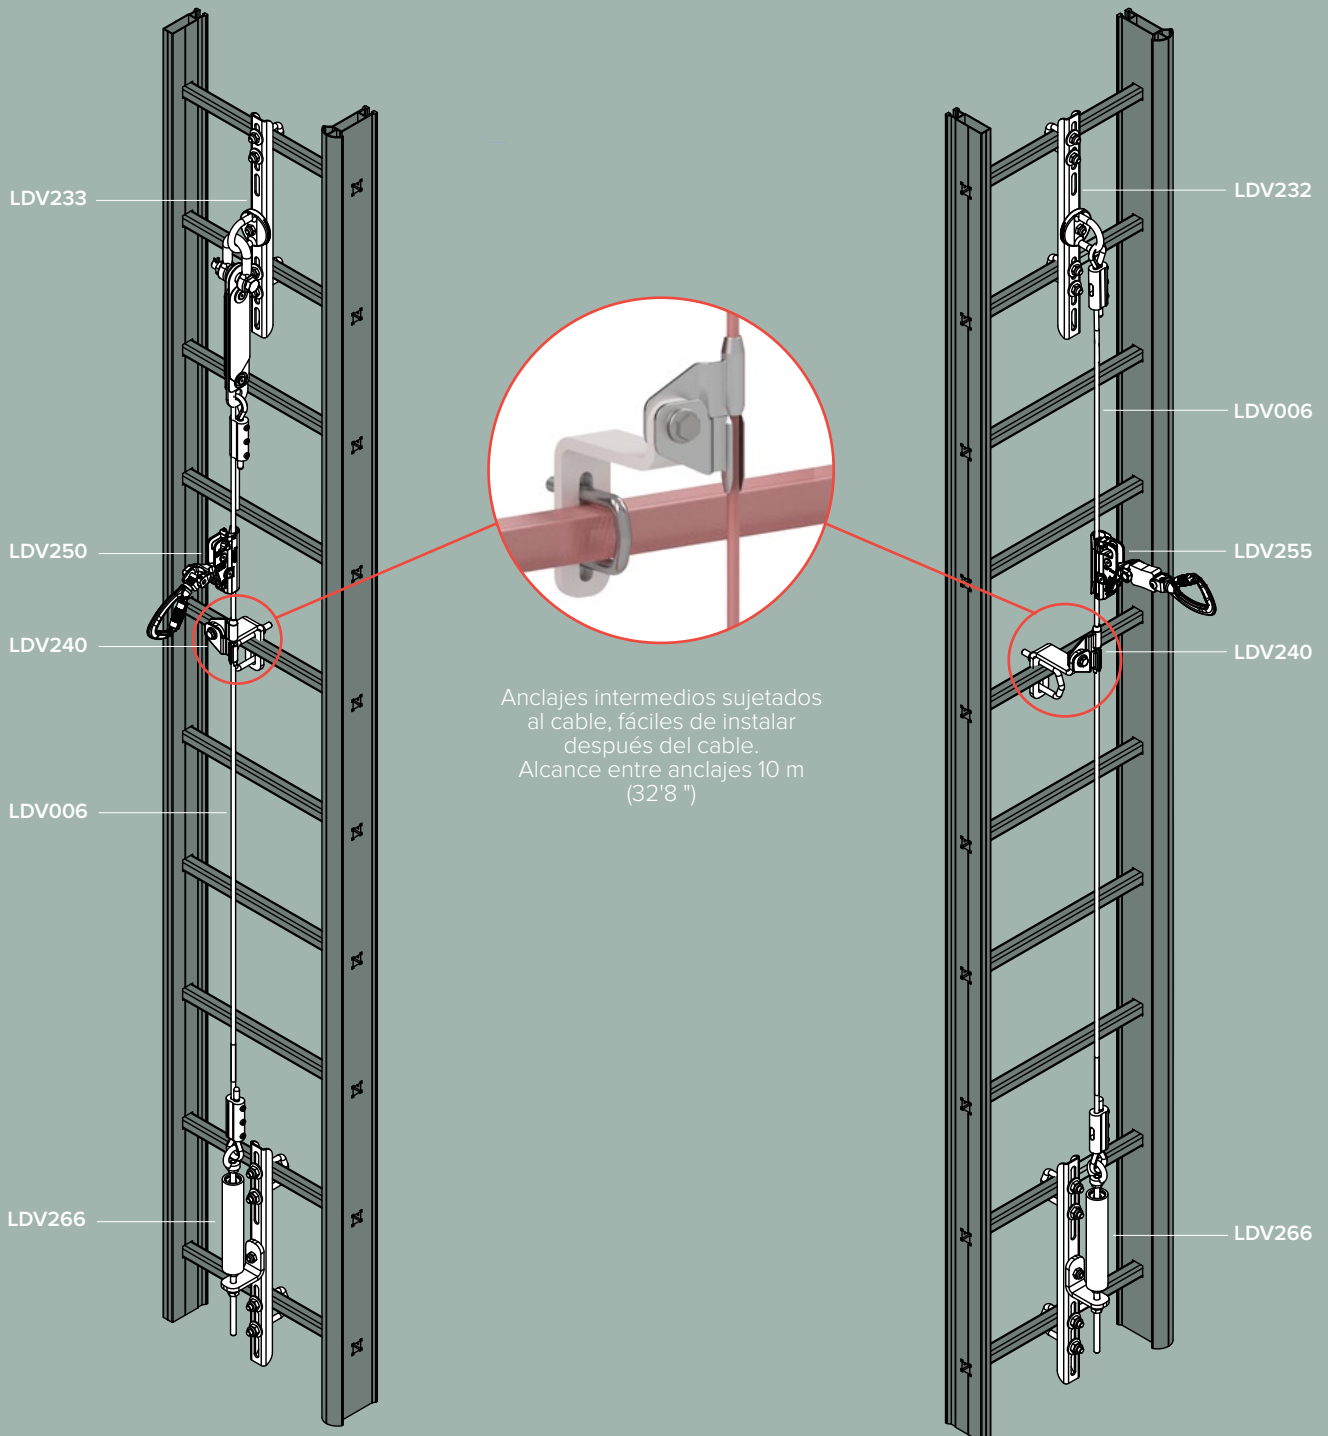 LDV233
LDV250
LDV240
LDV006
LDV266
Anclajes intermedios sujetados
al cable, fáciles de instalar
después del cable.
Alcance entre anclajes 10 m
(32'8 ")
LDV232
LDV006
LDV255
LDV240
LDV266